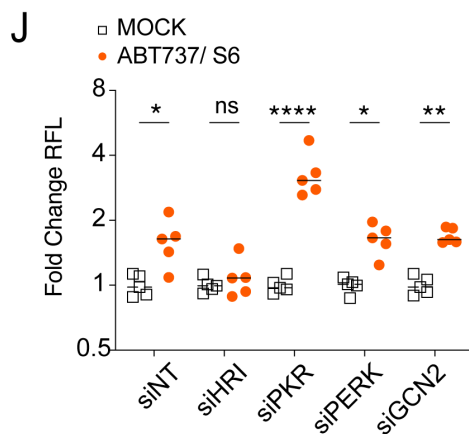 J
MOCK
ABT737/ S6
Fold Change RFL
8
4
2
1
0.5
* ns **** * **
siNT siHRI siPKR siPERK siGCN2